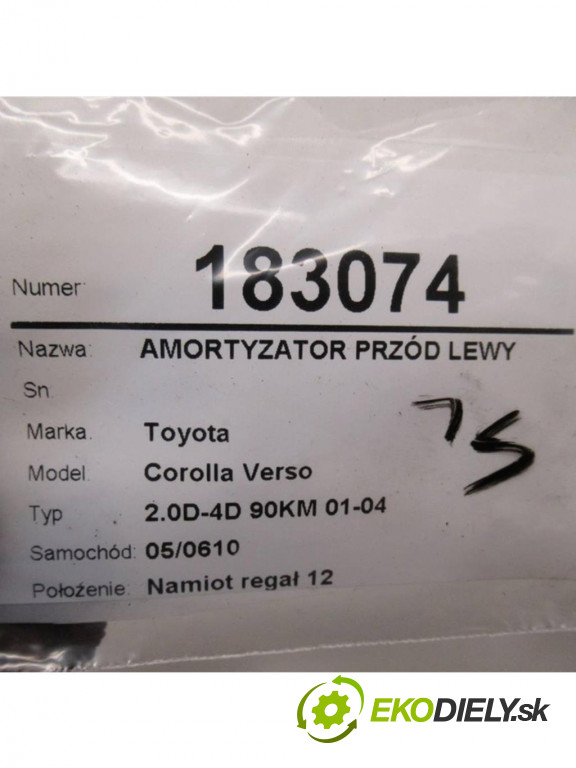 Numer: 183074
Nazwa: AMORTYZATOR PRZÓD LEWY
Sn.
Marka. Toyota
Model. Corolla Verso
Typ 2.0D-4D 90KM 01-04
Samochód: 05/0610
Położenie: Namiot regał 12
EKODIELY.sk